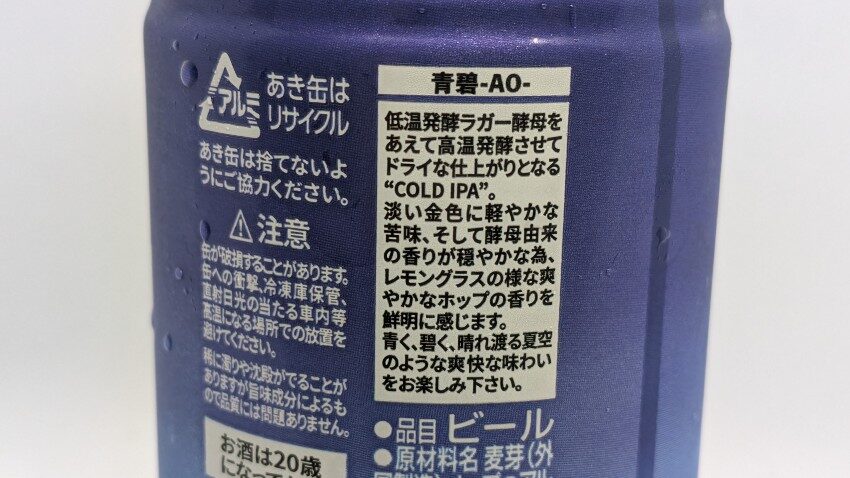 アルミ
あき缶は
リサイクル
あき缶は捨てないよ
うにご協力ください。
注意
缶が破損することがあります。
缶への衝撃、冷凍庫保管、
直射日光の当たる車内等
高温になる場所での放置を
避けてください。
稀に濁りや沈殿がでることが
ありますが旨味成分によるも
ので品質には問題ありません。
お酒は20歳
になって
青碧-AO-
低温発酵ラガー酵母を
あえて高温発酵させて
ドライな仕上がりとなる
“COLD IPA”。
淡い金色に軽やかな
苦味、そして酵母由来
の香りが穏やかな為、
レモングラスの様な爽
やかなホップの香りを
鮮明に感じます。
青く、碧く、晴れ渡る夏空
のような爽快な味わい
をお楽しみ下さい。
●品目 ビール
●原材料名 麦芽(外